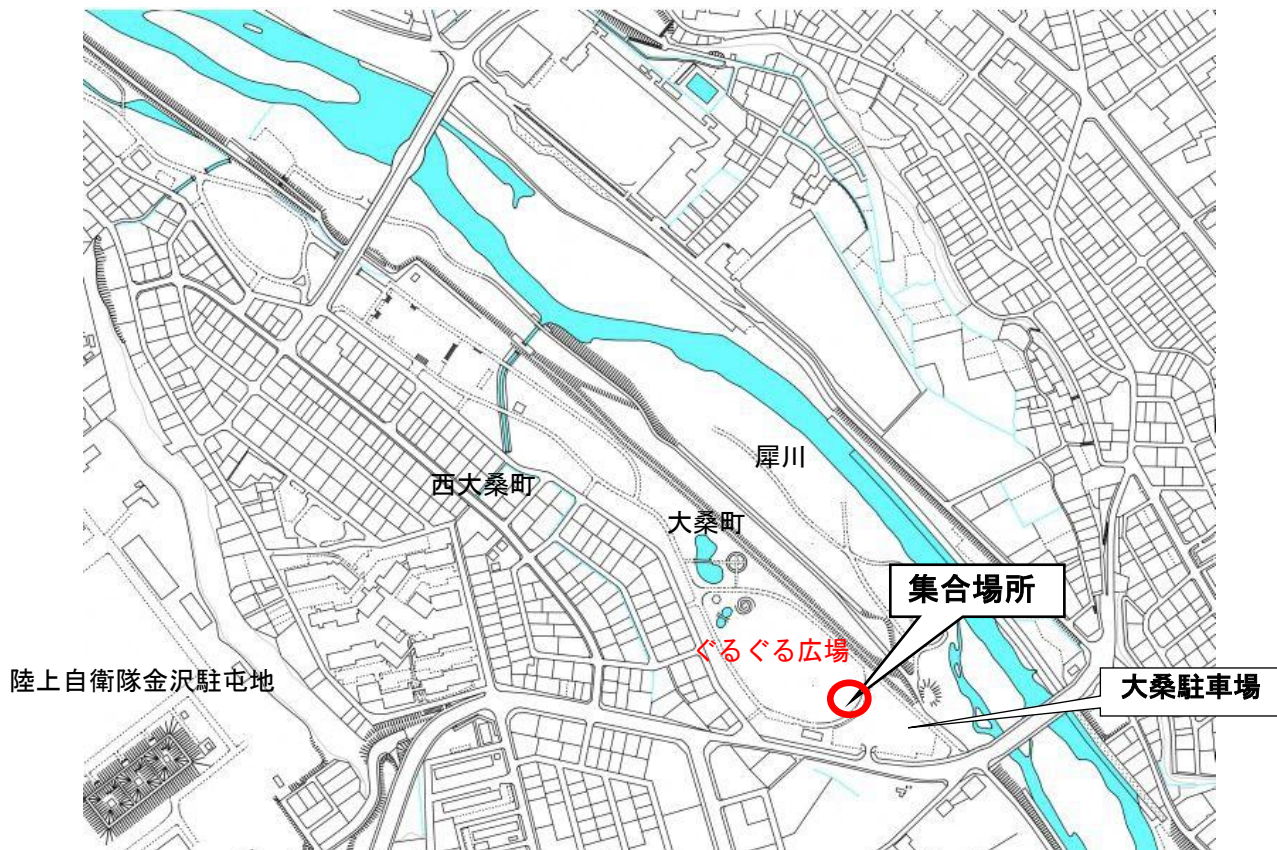 犀川
西大桑町
大桑町
集合場所
ぐるぐる広場
陸上自衛隊金沢駐屯地
大桑駐車場